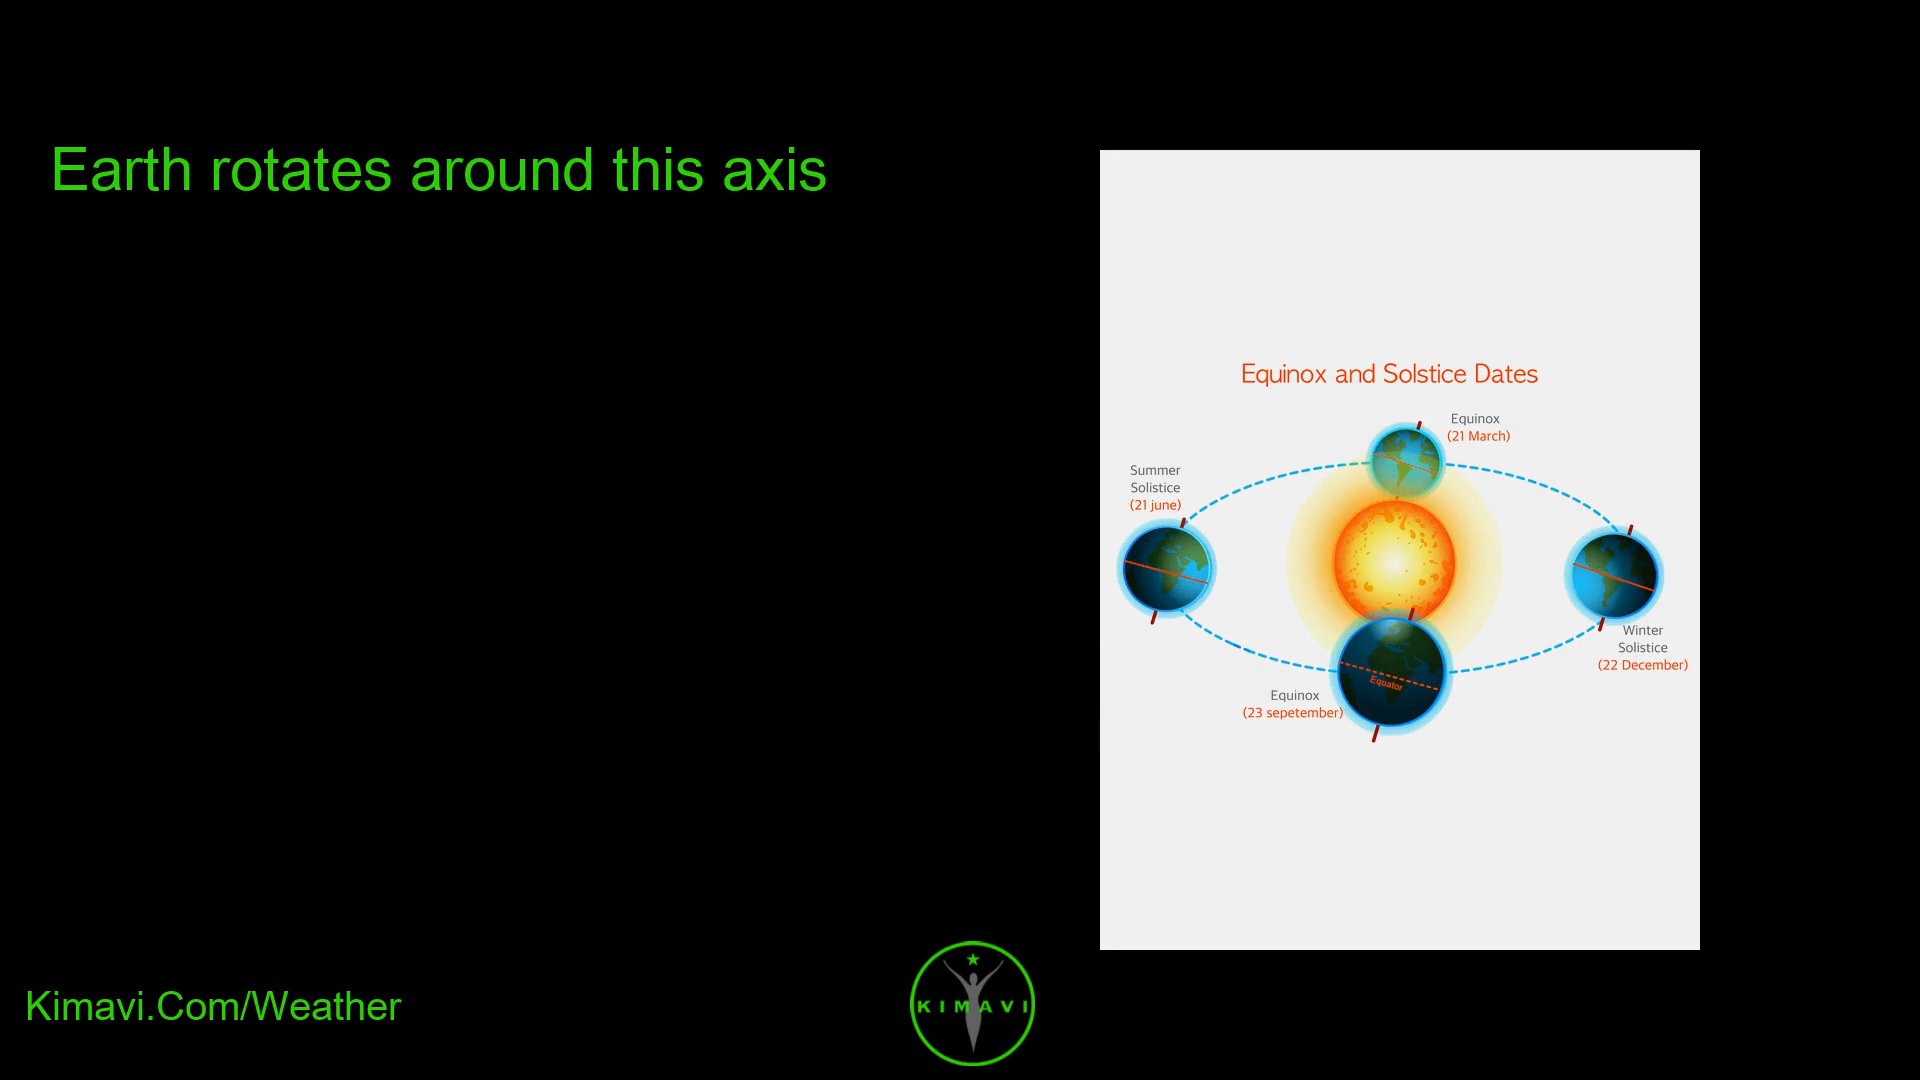 Earth rotates around this axis
Equinox and Solstice Dates
Equinox
(21 March)
Summer
Solistice
(21 june)
Winter
Solistice
(22 December)
Equator
Equinox
(23 sepetember)
KIMAVI
Kimavi.Com/Weather